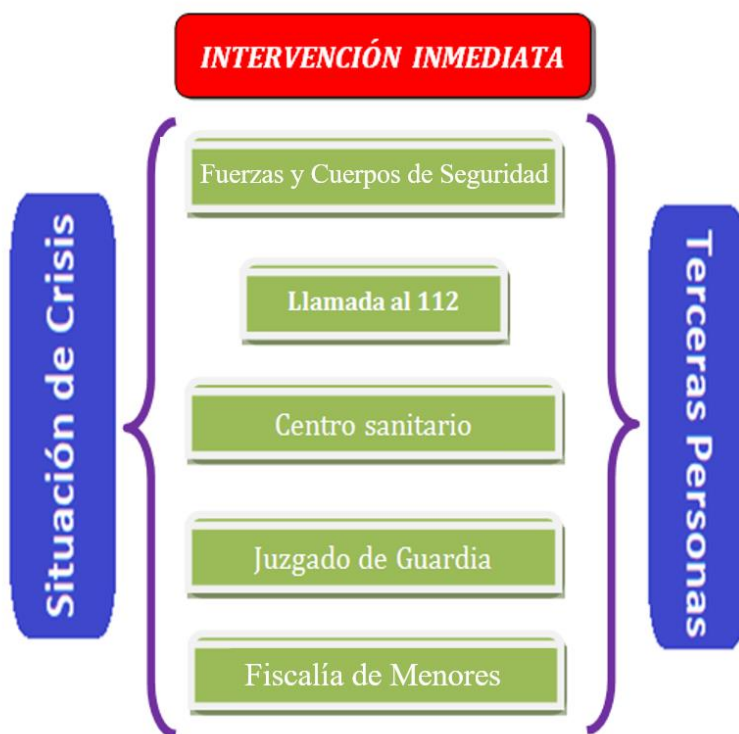 INTERVENCIÓN INMEDIATA
Situación de Crisis
Fuerzas y Cuerpos de Seguridad
Llamada al 112
Centro sanitario
Juzgado de Guardia
Fiscalía de Menores
Terceras Personas